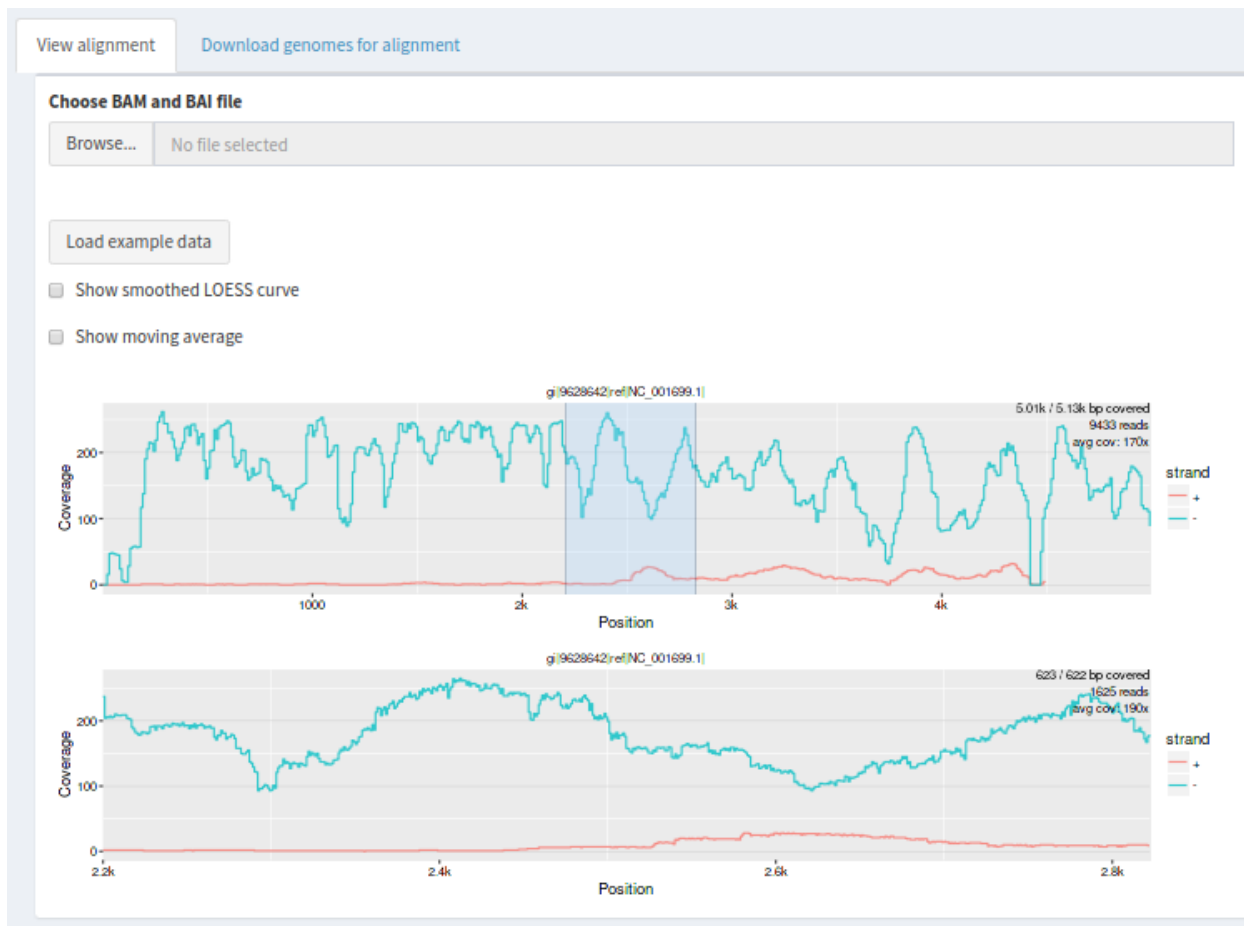 View alignment Download genomes for alignment
Choose BAM and BAI file
Browse... No file selected
Load example data
Show smoothed LOESS curve
Show moving average
gi|9628642|ref|NC_001699.1|
5.01k / 5.13k bp covered
9433 reads
avg cov: 170x
200
100
0
Coverage
strand
+
-
1000 2k 3k 4k
Position
gi|9628642|ref|NC_001699.1|
623 / 622 bp covered
1625 reads
avg cov: 190x
200
100
0
Coverage
strand
+
-
2.2k 2.4k 2.6k 2.8k
Position